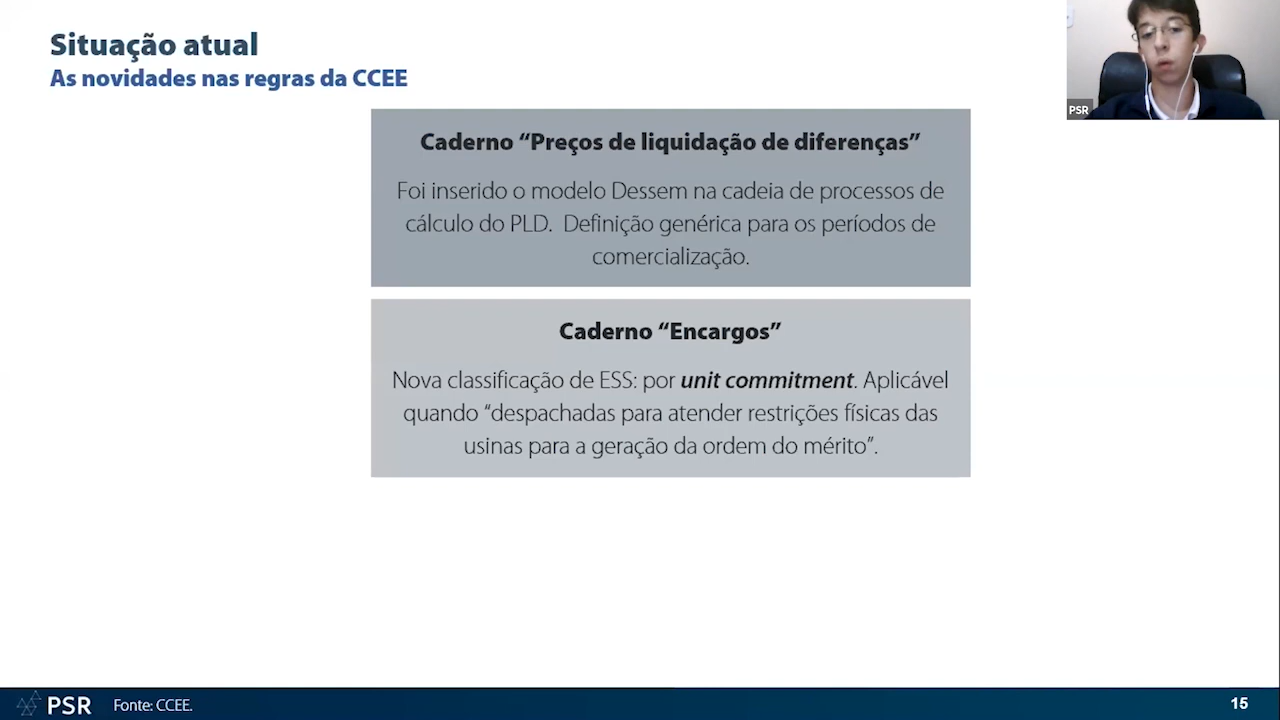 Situação atual
As novidades nas regras da CCEE
PSR
Caderno “Preços de liquidação de diferenças”
Foi inserido o modelo Dessem na cadeia de processos de
cálculo do PLD. Definição genérica para os períodos de
comercialização.
Caderno “Encargos”
Nova classificação de ESS: por unit commitment. Aplicável
quando “despachadas para atender restrições físicas das
usinas para a geração da ordem do mérito”.
PSR
Fonte: CCEE.
15